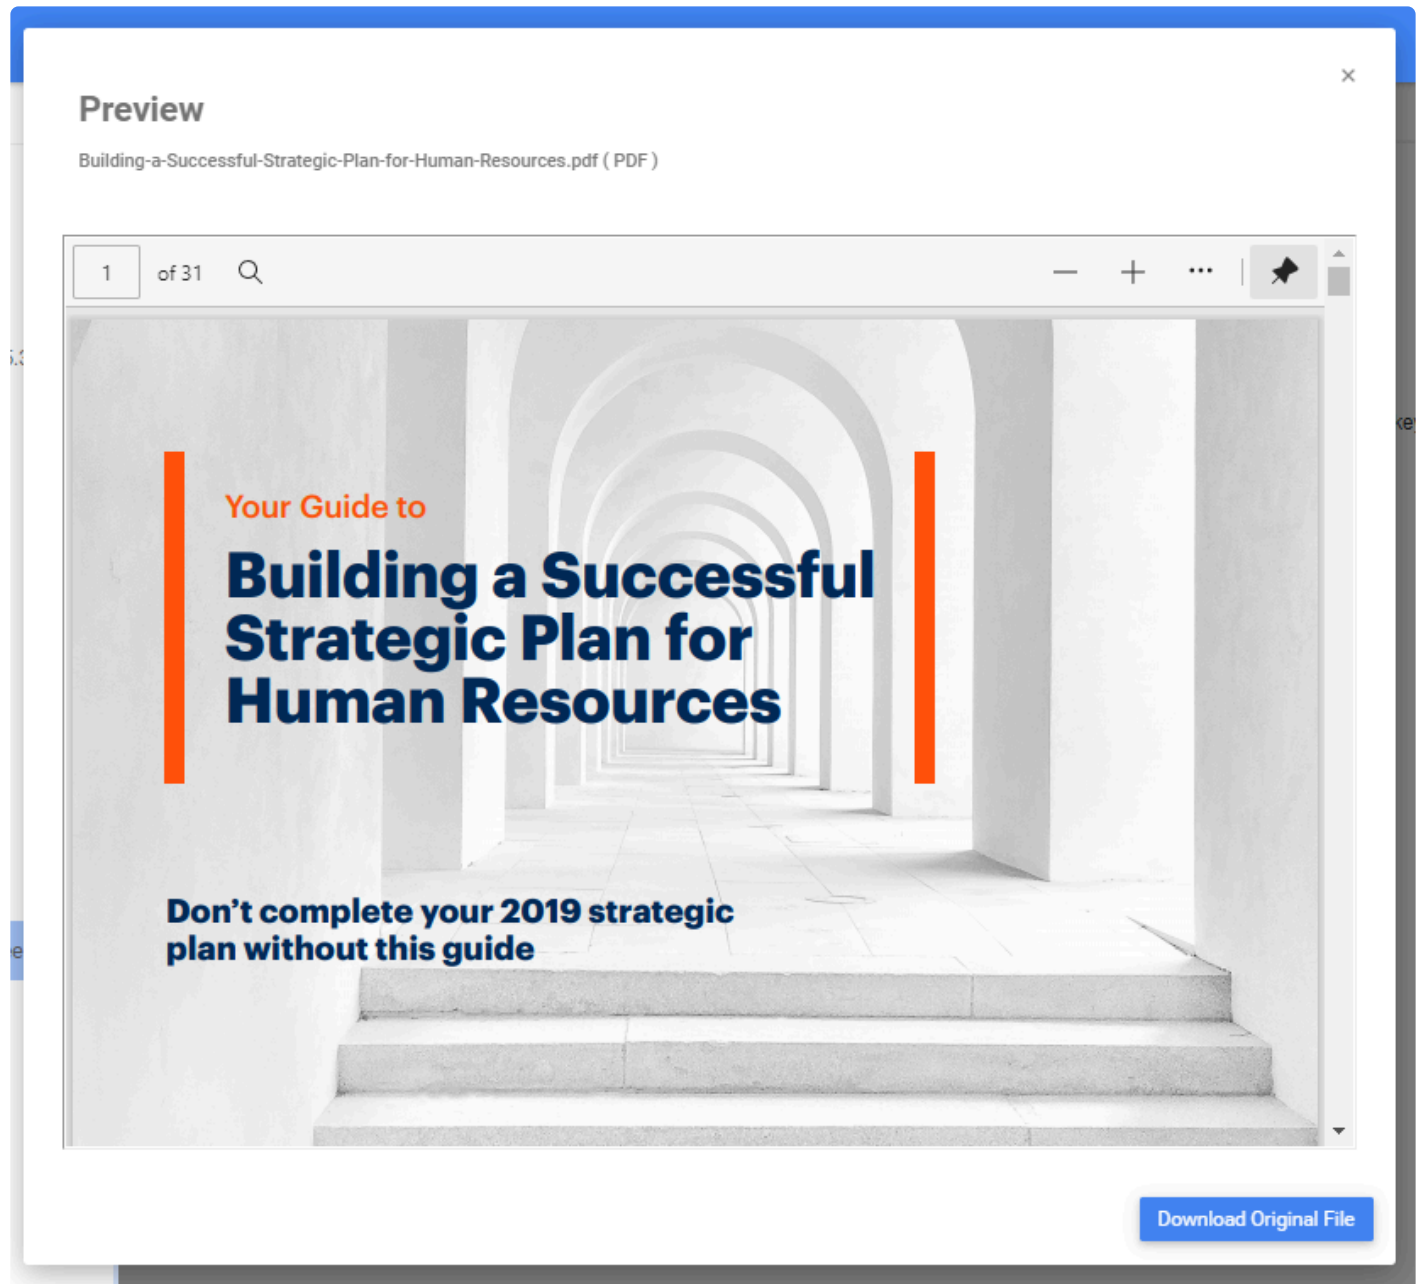 Preview
Building-a-Successful-Strategic-Plan-for-Human-Resources.pdf ( PDF )
1 of 31
Your Guide to
Building a Successful
Strategic Plan for
Human Resources
Don't complete your 2019 strategic
plan without this guide
Download Original File